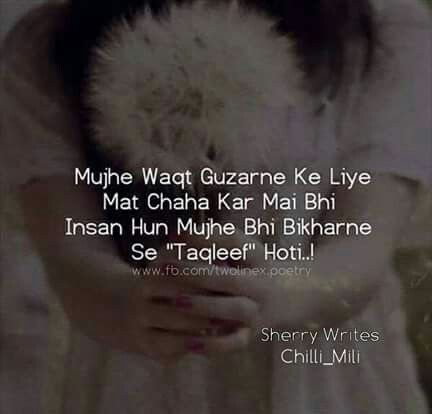 Mujhe Waqt Guzarne Ke Liye
Mat Chaha Kar Mai Bhi
Insan Hun Mujhe Bhi Bikharne
Se "Taqleef" Hoti..!
www.fb.com/twolinex.poetry
Sherry Writes
Chilli_Mili